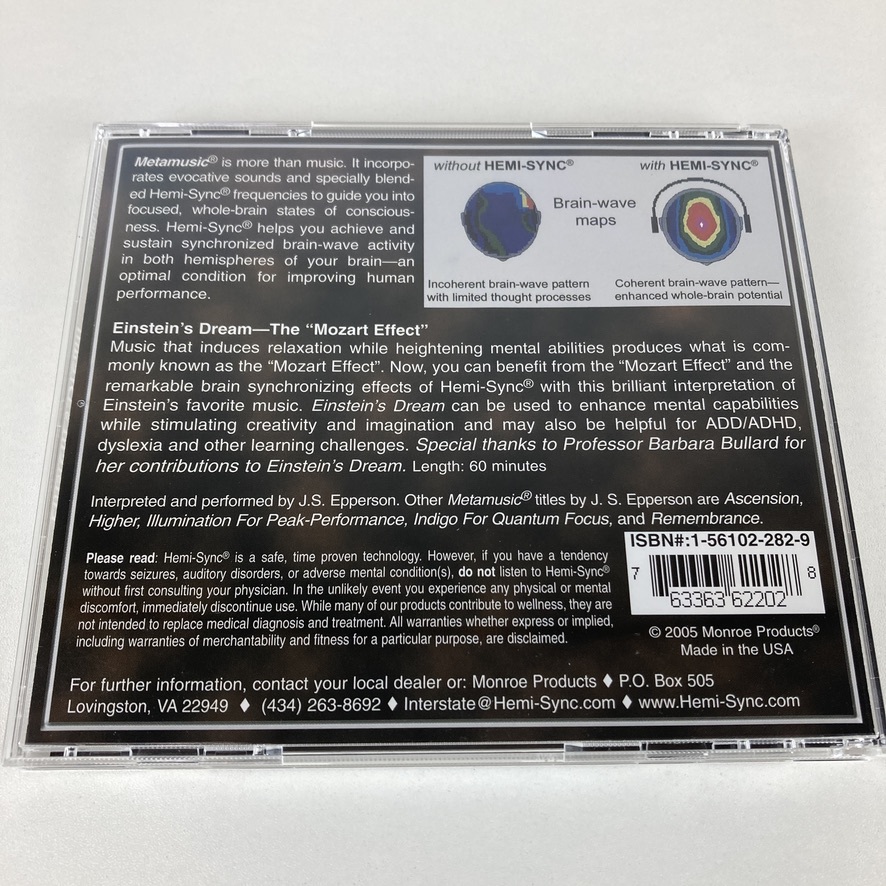 Metamusic® is more than music. It incorpo-
rates evocative sounds and specially blend-
ed Hemi-Sync® frequencies to guide you into
focused, whole-brain states of conscious-
ness. Hemi-Sync® helps you achieve and
sustain synchronized brain-wave activity
in both hemispheres of your brain—an
optimal condition for improving human
performance.
without HEMI-SYNC®
with HEMI-SYNC®
Brain-wave
maps
Incoherent brain-wave pattern
with limited thought processes
Coherent brain-wave pattern—
enhanced whole-brain potential
Einstein's Dream—The "Mozart Effect"
Music that induces relaxation while heightening mental abilities produces what is com-
monly known as the "Mozart Effect". Now, you can benefit from the "Mozart Effect" and the
remarkable brain synchronizing effects of Hemi-Sync® with this brilliant interpretation of
Einstein's favorite music. Einstein's Dream can be used to enhance mental capabilities
while stimulating creativity and imagination and may also be helpful for ADD/ADHD,
dyslexia and other learning challenges. Special thanks to Professor Barbara Bullard for
her contributions to Einstein's Dream. Length: 60 minutes
Interpreted and performed by J.S. Epperson. Other Metamusic® titles by J. S. Epperson are Ascension,
Higher, Illumination For Peak-Performance, Indigo For Quantum Focus, and Remembrance.
Please read: Hemi-Sync® is a safe, time proven technology. However, if you have a tendency
towards seizures, auditory disorders, or adverse mental condition(s), do not listen to Hemi-Sync®
without first consulting your physician. In the unlikely event you experience any physical or mental
discomfort, immediately discontinue use. While many of our products contribute to wellness, they are
not intended to replace medical diagnosis and treatment. All warranties whether express or implied,
including warranties of merchantability and fitness for a particular purpose, are disclaimed.
ISBN#:1-56102-282-9
7 63363 62202 8
© 2005 Monroe Products®
Made in the USA
For further information, contact your local dealer or: Monroe Products ♦ P.O. Box 505
Lovingston, VA 22949 ♦ (434) 263-8692 ♦ Interstate@Hemi-Sync.com ♦ www.Hemi-Sync.com